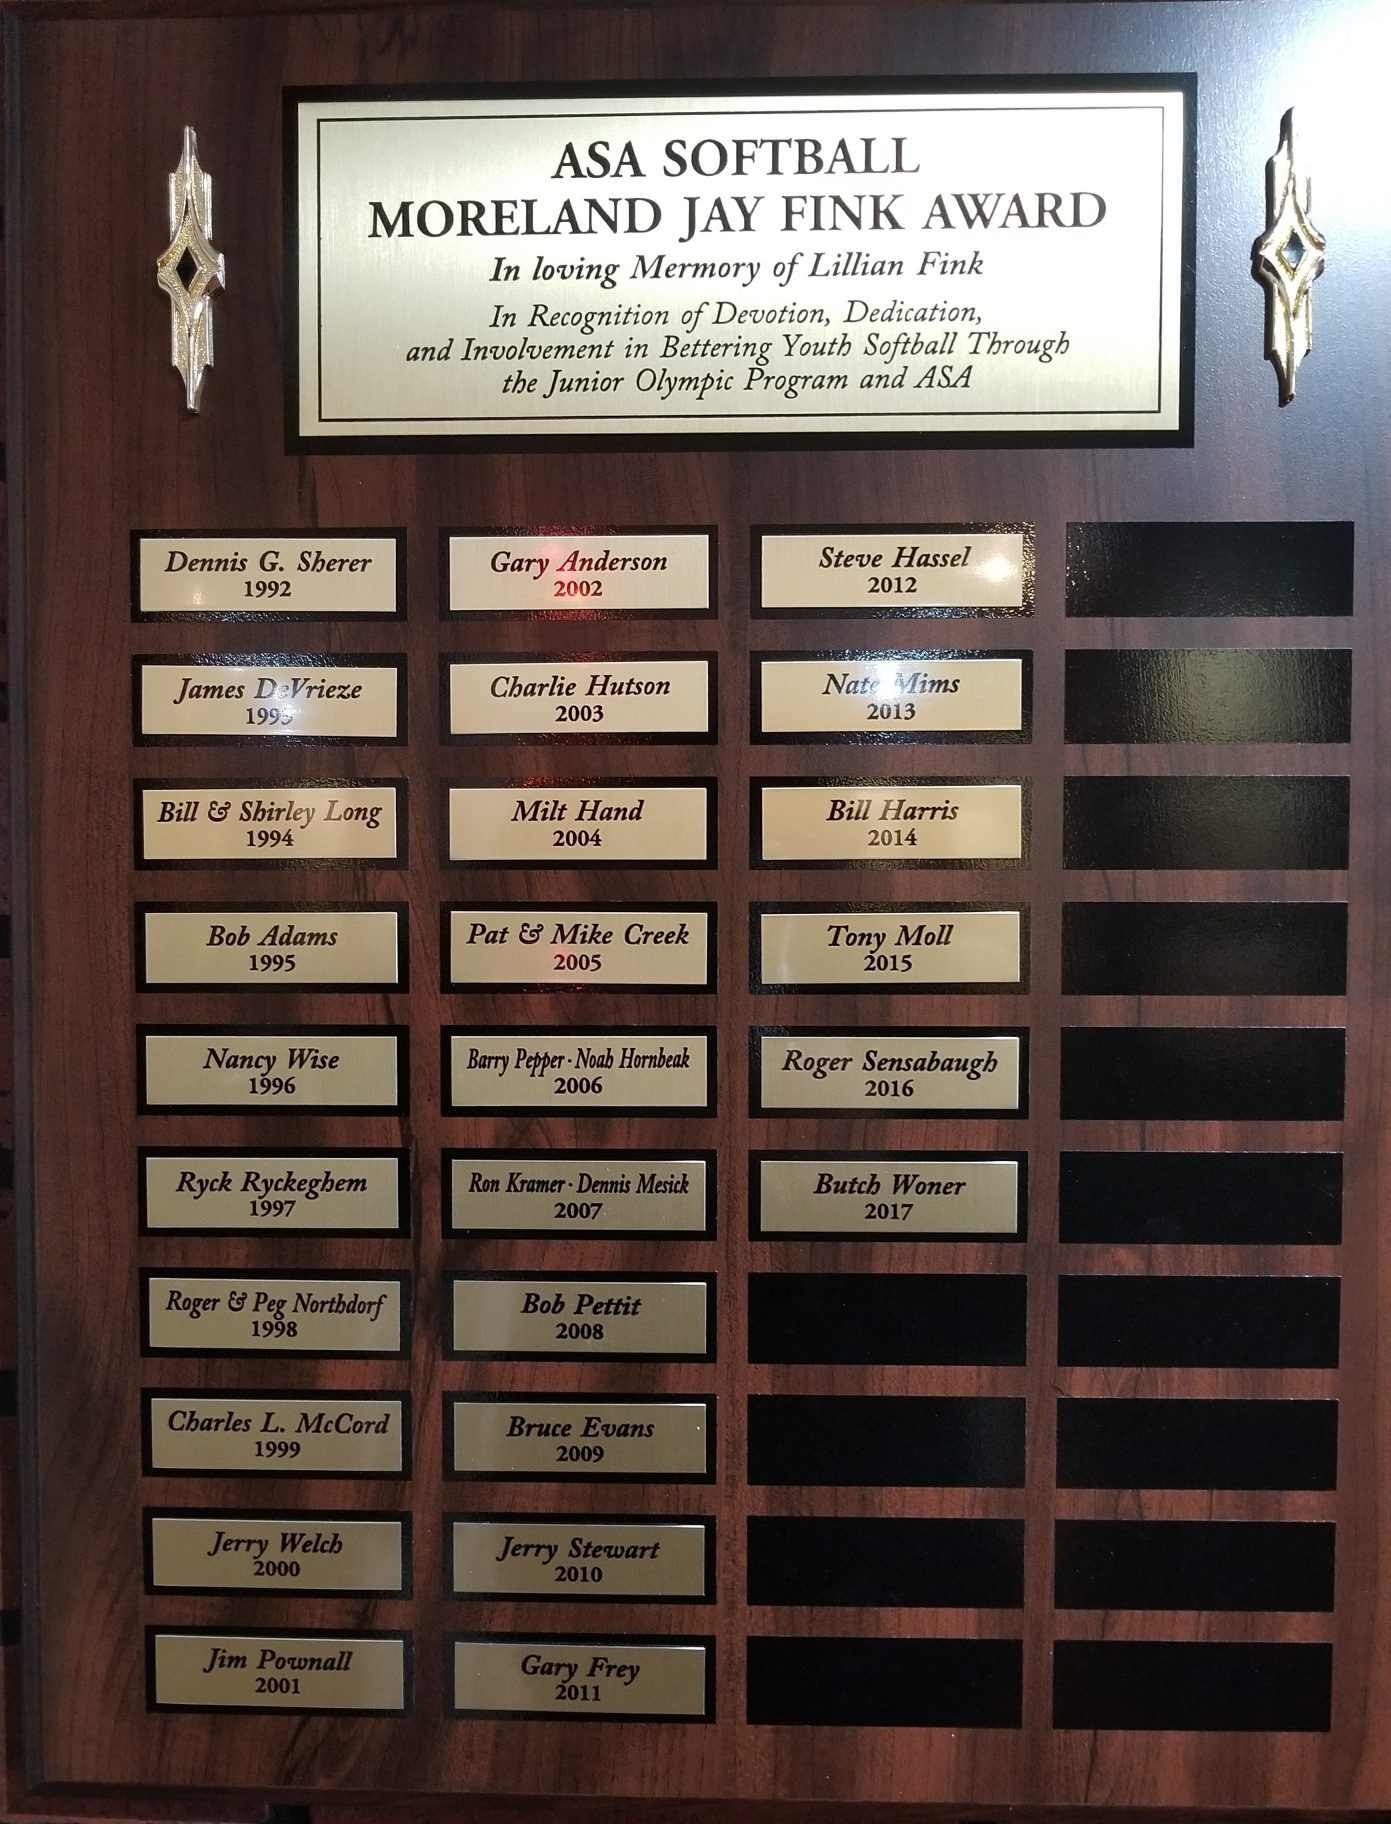 ASA SOFTBALL
MORELAND JAY FINK AWARD
In loving Mermory of Lillian Fink
In Recognition of Devotion, Dedication,
and Involvement in Bettering Youth Softball Through
the Junior Olympic Program and ASA
Dennis G. Sherer
1992
James DeVrieze
1993
Bill & Shirley Long
1994
Bob Adams
1995
Nancy Wise
1996
Ryck Ryckeghem
1997
Roger & Peg Northdorf
1998
Charles L. McCord
1999
Jerry Welch
2000
Jim Pownall
2001
Gary Anderson
2002
Charlie Hutson
2003
Milt Hand
2004
Pat & Mike Creek
2005
Barry Pepper · Noah Hornbeak
2006
Ron Kramer · Dennis Mesick
2007
Bob Pettit
2008
Bruce Evans
2009
Jerry Stewart
2010
Gary Frey
2011
Steve Hassel
2012
Nate Mims
2013
Bill Harris
2014
Tony Moll
2015
Roger Sensabaugh
2016
Butch Woner
2017